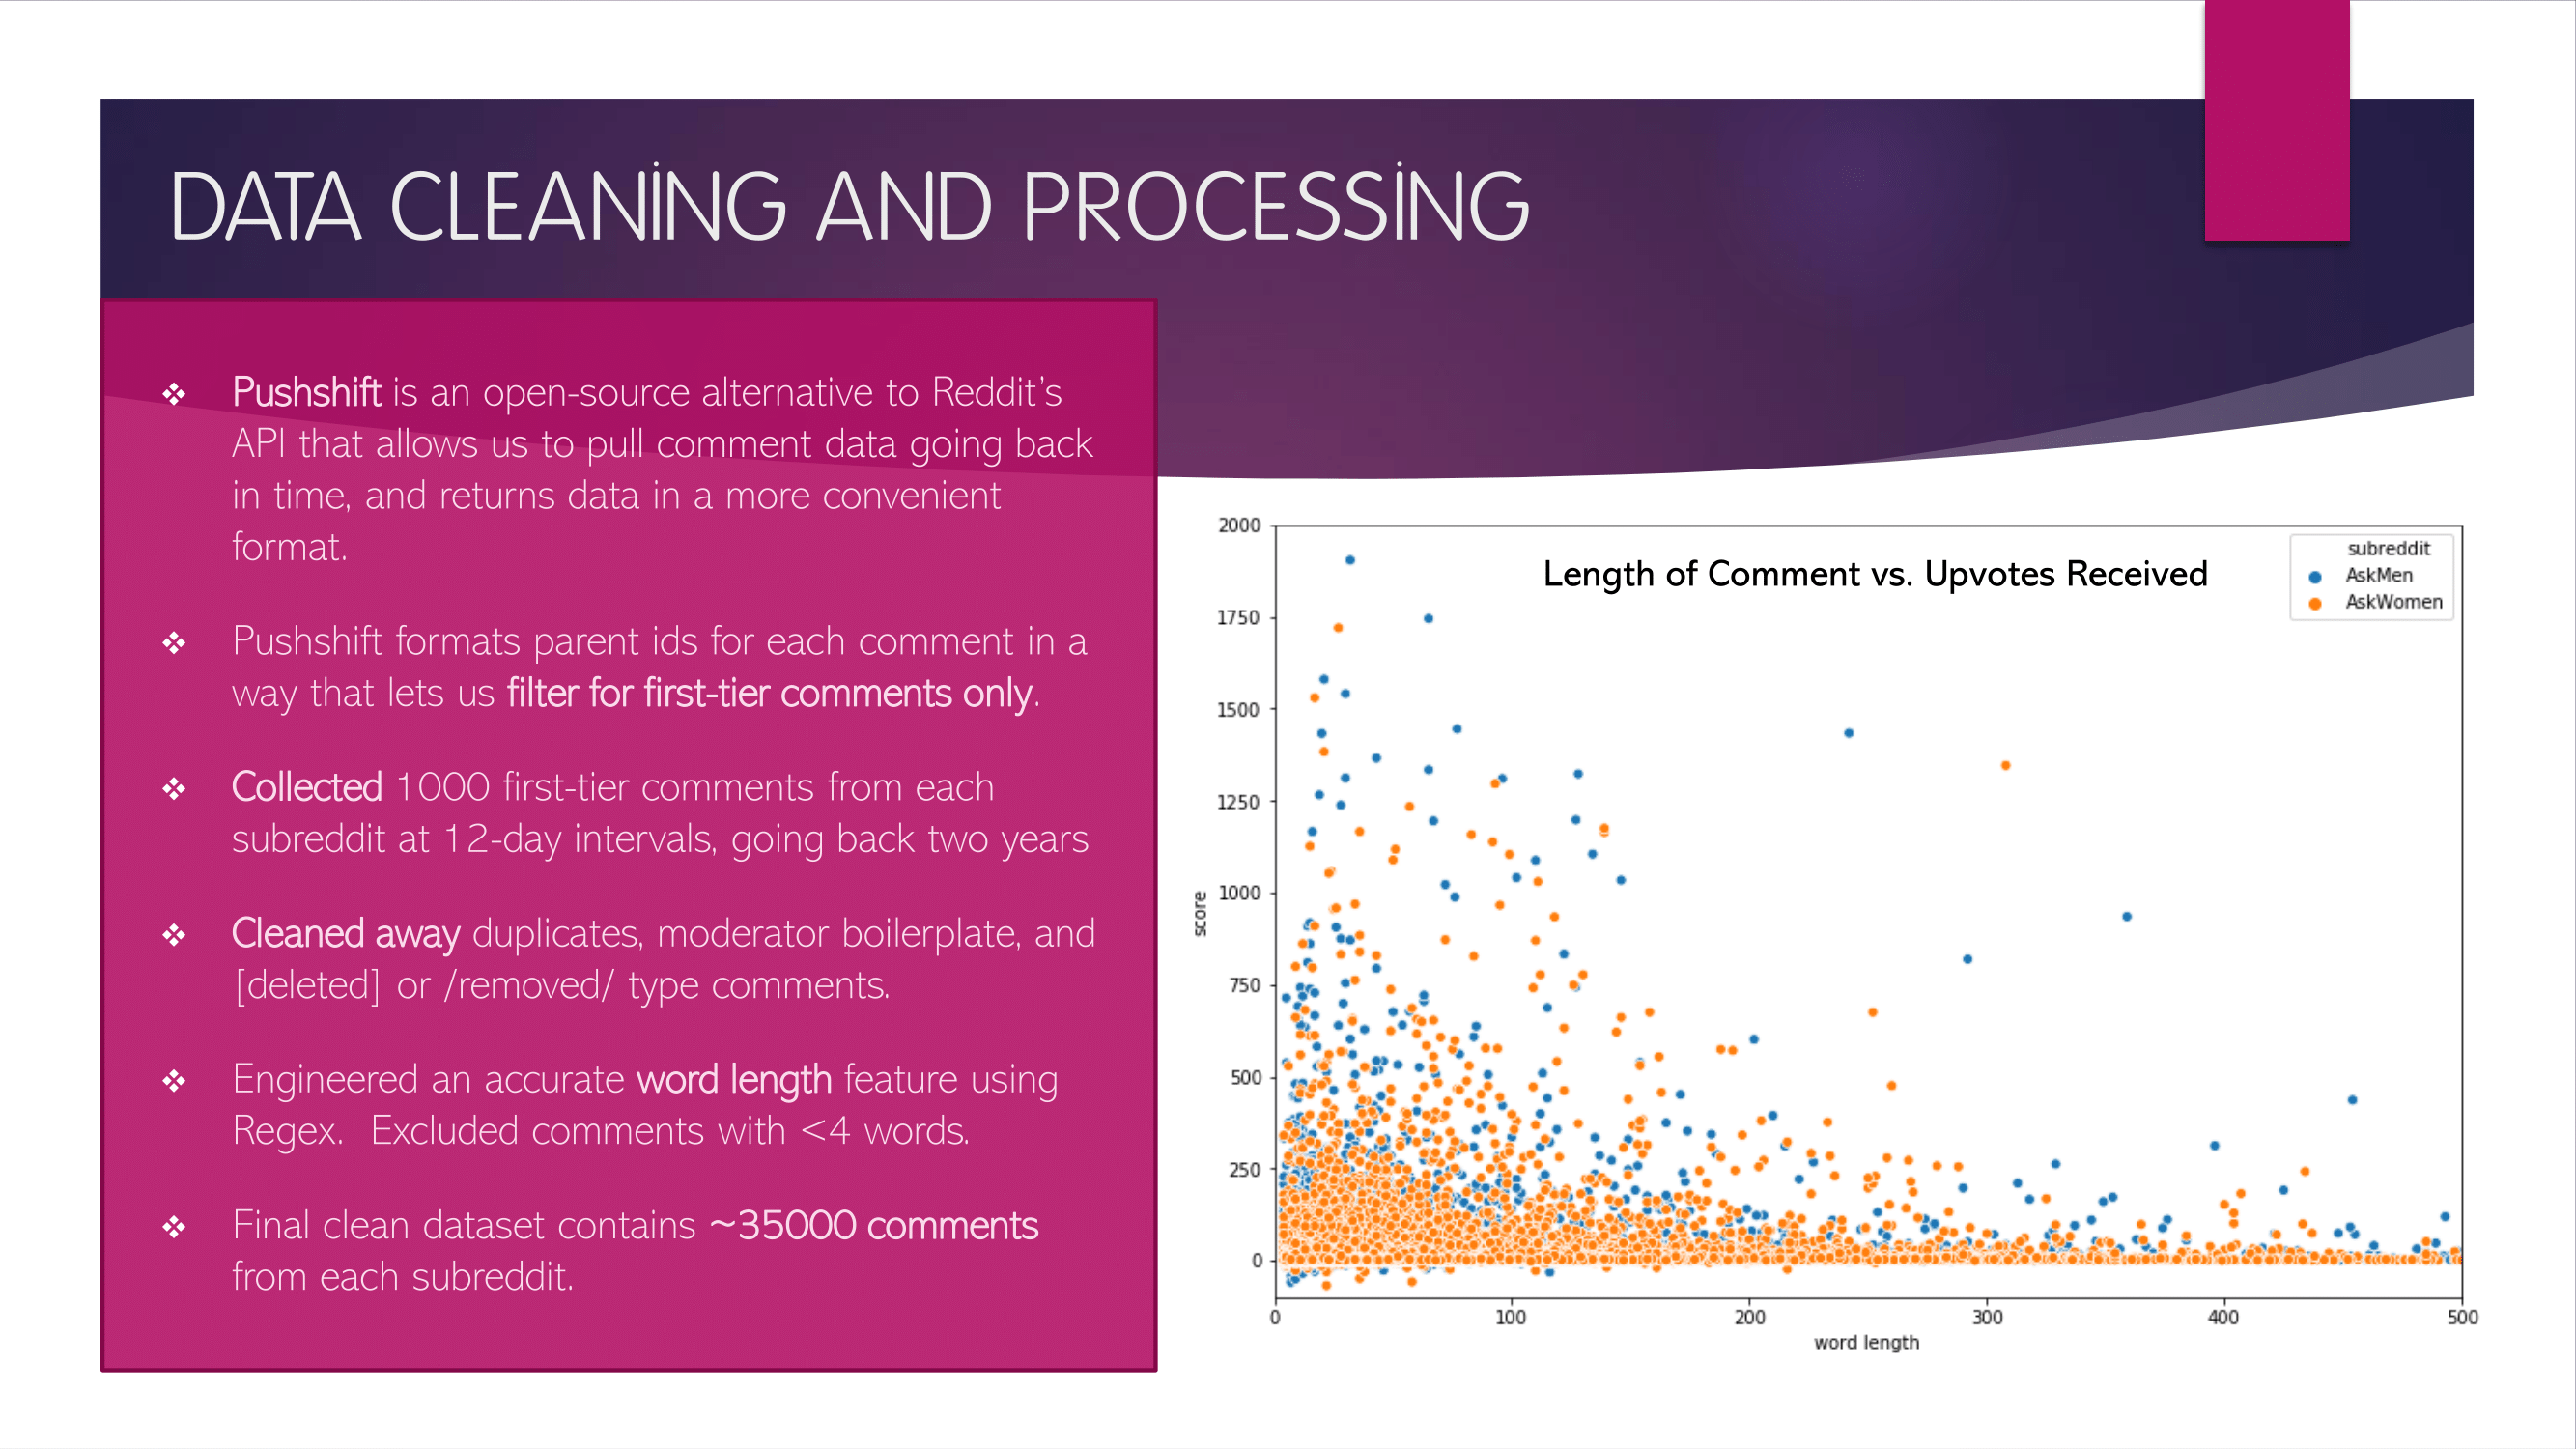 DATA CLEANING AND PROCESSING
❖ Pushshift is an open-source alternative to Reddit’s
API that allows us to pull comment data going back
in time, and returns data in a more convenient
format.
❖ Pushshift formats parent ids for each comment in a
way that lets us filter for first-tier comments only.
❖ Collected 1000 first-tier comments from each
subreddit at 12-day intervals, going back two years
❖ Cleaned away duplicates, moderator boilerplate, and
[deleted] or /removed/ type comments.
❖ Engineered an accurate word length feature using
Regex.  Excluded comments with <4 words.
❖ Final clean dataset contains ~35000 comments
from each subreddit.
Length of Comment vs. Upvotes Received
subreddit
AskMen
AskWomen
2000
1750
1500
1250
1000
750
500
250
0
score
0 100 200 300 400 500
word length